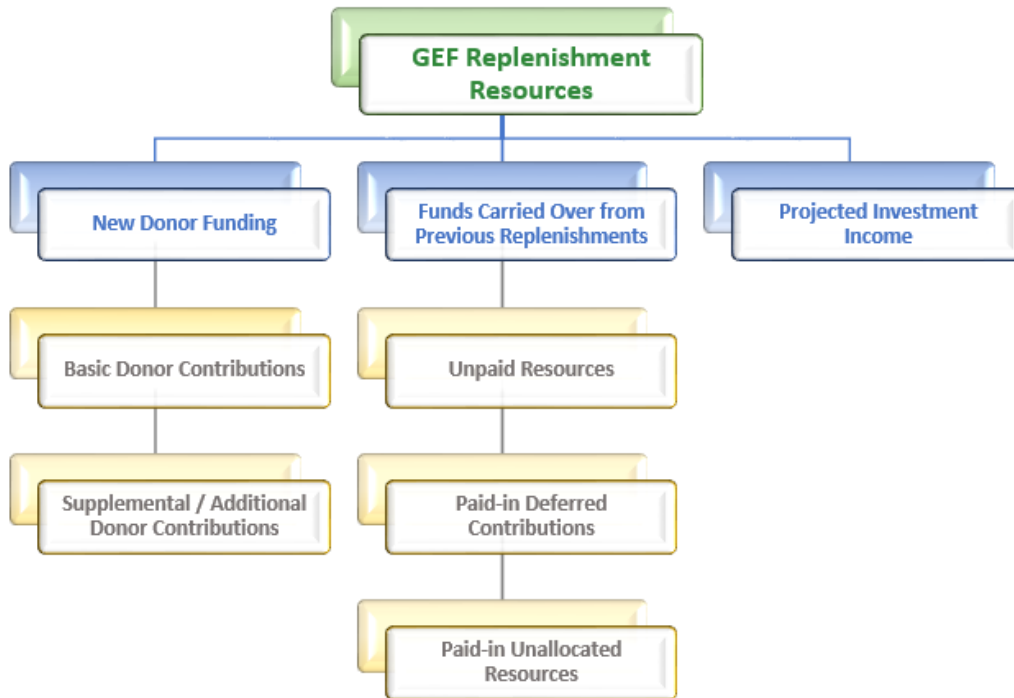 GEF Replenishment
Resources
New Donor Funding
Funds Carried Over from
Previous Replenishments
Projected Investment
Income
Basic Donor Contributions
Unpaid Resources
Supplemental / Additional
Donor Contributions
Paid-in Deferred
Contributions
Paid-in Unallocated
Resources